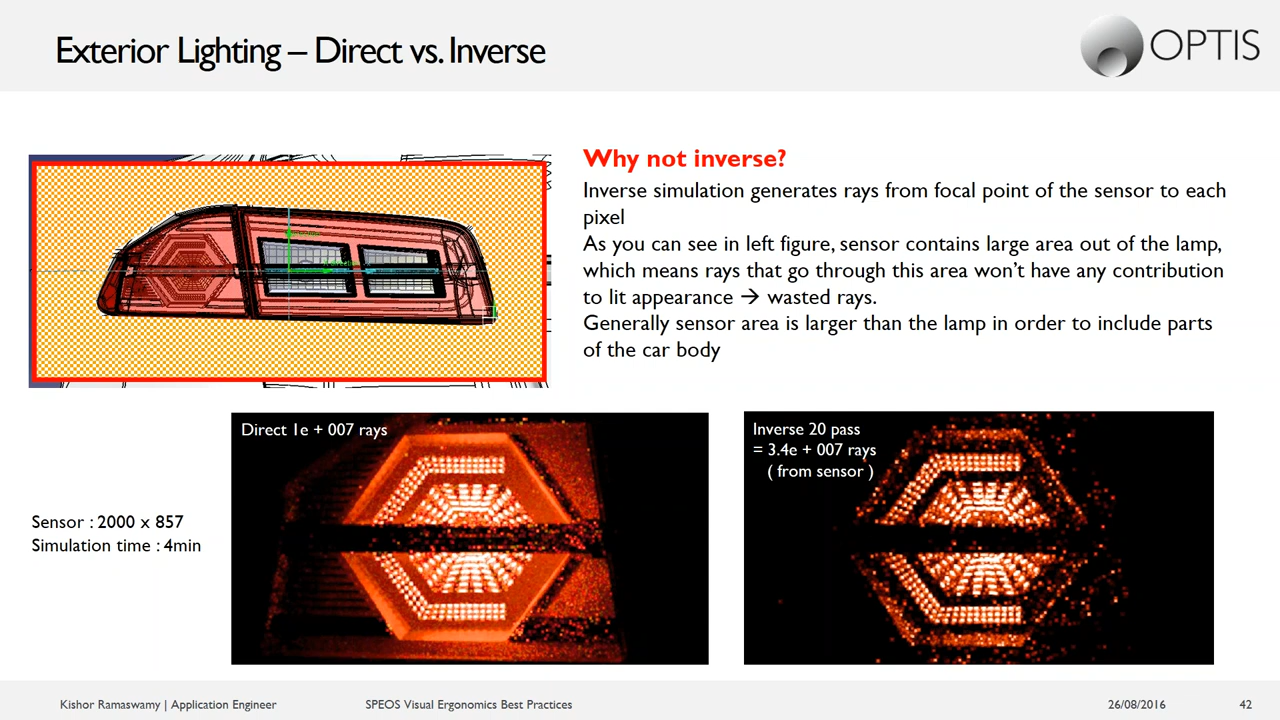 Exterior Lighting – Direct vs. Inverse
OPTIS
Why not inverse?
Inverse simulation generates rays from focal point of the sensor to each
pixel
As you can see in left figure, sensor contains large area out of the lamp,
which means rays that go through this area won't have any contribution
to lit appearance → wasted rays.
Generally sensor area is larger than the lamp in order to include parts
of the car body
Direct 1e + 007 rays
Inverse 20 pass
= 3.4e + 007 rays
( from sensor )
Sensor : 2000 x 857
Simulation time : 4min
Kishor Ramaswamy | Application Engineer
SPEOS Visual Ergonomics Best Practices
26/08/2016
42